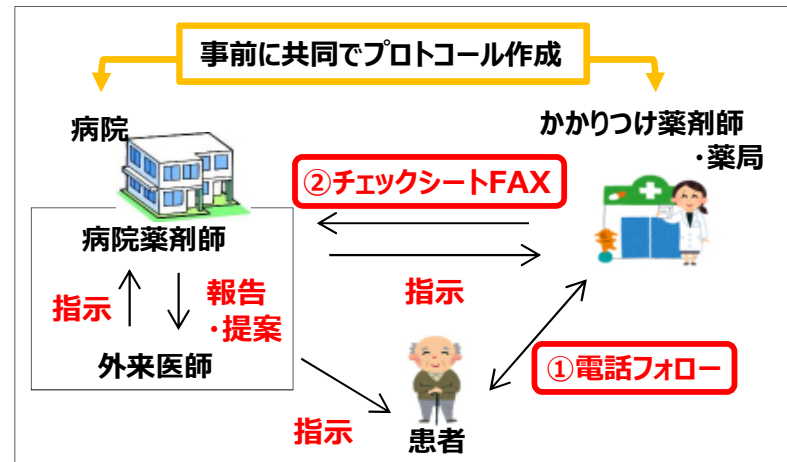 事前に共同でプロトコール作成
病院
かかりつけ薬剤師
・薬局
②チェックシートFAX
病院薬剤師
指示
報告
・提案
指示
外来医師
①電話フォロー
指示
患者